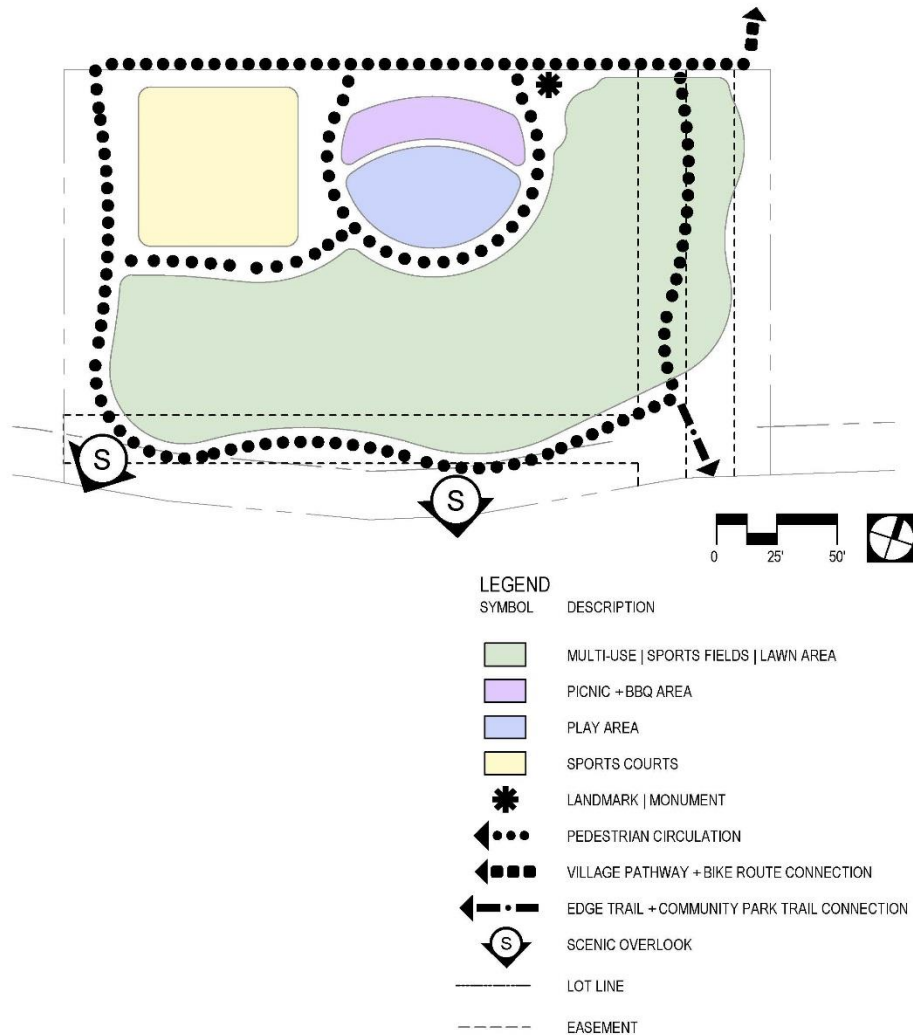 S
S
0 25' 50'
LEGEND
SYMBOL DESCRIPTION
MULTI-USE | SPORTS FIELDS | LAWN AREA
PICNIC + BBQ AREA
PLAY AREA
SPORTS COURTS
LANDMARK | MONUMENT
PEDESTRIAN CIRCULATION
VILLAGE PATHWAY + BIKE ROUTE CONNECTION
EDGE TRAIL + COMMUNITY PARK TRAIL CONNECTION
S SCENIC OVERLOOK
LOT LINE
EASEMENT